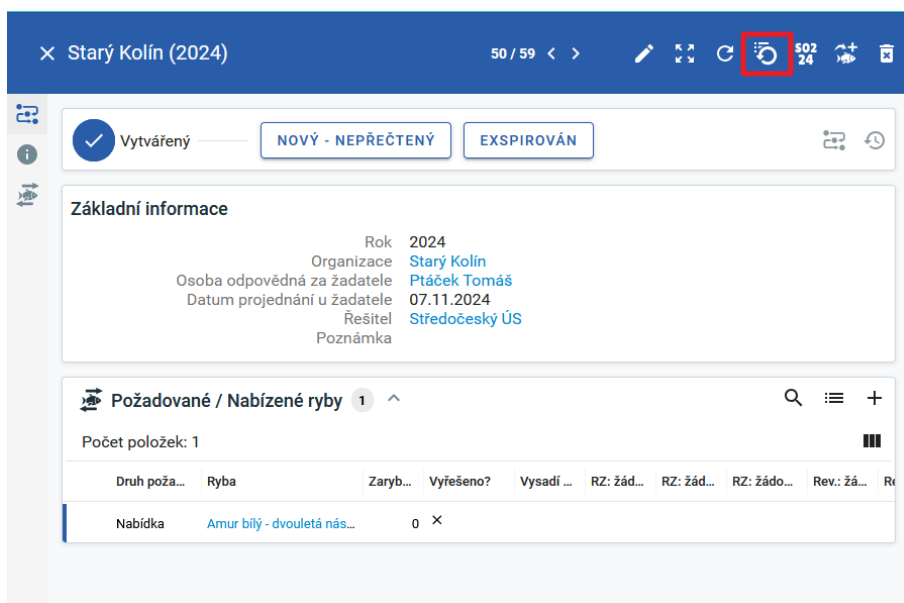 Starý Kolín (2024) 50 / 59
SO2
24
Vytvářený NOVÝ - NEPŘEČTENÝ EXSPIROVÁN
Základní informace
Rok 2024
Organizace Starý Kolín
Osoba odpovědná za žadatele Ptáček Tomáš
Datum projednání u žadatele 07.11.2024
Řešitel Středočeský ÚS
Poznámka
Požadované / Nabízené ryby 1
Počet položek: 1
Druh poža... Ryba Zaryb... Vyřešeno? Vysadí ... RZ: žád... RZ: žád... RZ: žádo... Rev.: žá... Re
Nabídka Amur bílý - dvouletá nás... 0